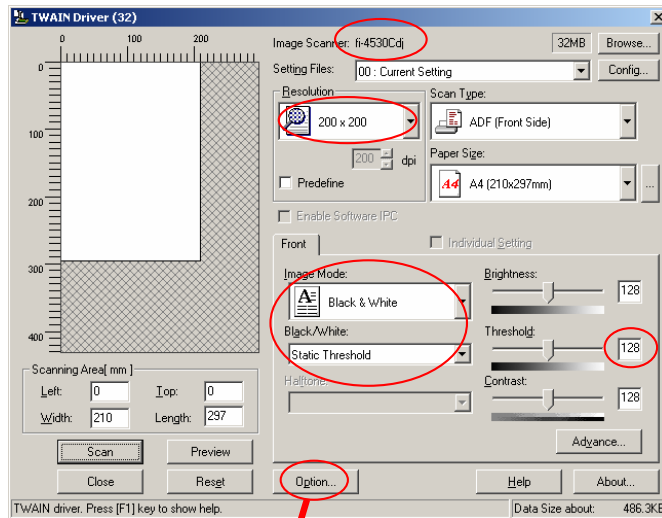 TWAIN Driver (32)
0 100 200
0
100
200
300
400
Image Scanner: fi-4530Cdj 32MB Browse...
Setting Files: 00 : Current Setting Config...
Resolution
200 x 200
200 dpi
Predefine
Scan Type:
ADF (Front Side)
Paper Size:
A4 A4 (210x297mm) ...
Enable Software IPC
Front Individual Setting
Image Mode:
A Black & White
Black/White:
Static Threshold
Halftone:
Brightness:
128
Threshold:
128
Contrast:
128
Advance...
Scanning Area[ mm ]
Left: 0 Top: 0
Width: 210 Length: 297
Scan Preview
Close Reset Option... Help About...
TWAIN driver. Press [F1] key to show help. Data Size about: 486.3KB